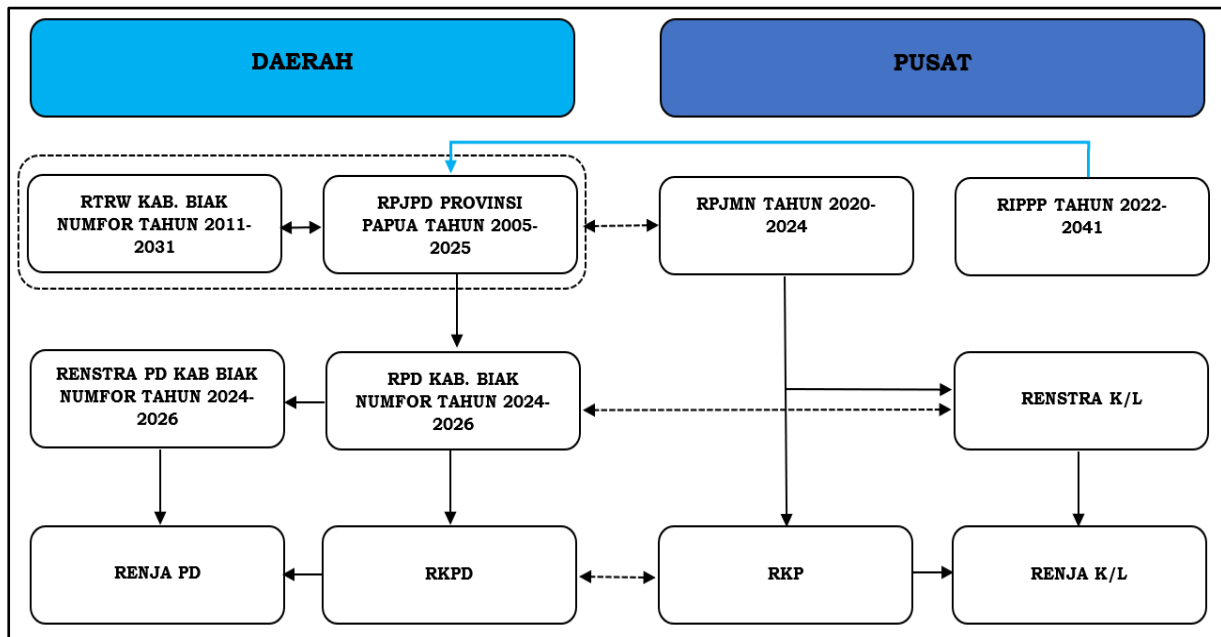 DAERAH
PUSAT
RTRW KAB. BIAK
NUMFOR TAHUN 2011-
2031
RPJPD PROVINSI
PAPUA TAHUN 2005-
2025
RPJMN TAHUN 2020-
2024
RIPPP TAHUN 2022-
2041
RENSTRA PD KAB BIAK
NUMFOR TAHUN 2024-
2026
RPD KAB. BIAK
NUMFOR TAHUN 2024-
2026
RENSTRA K/L
RENJA PD
RKPD
RKP
RENJA K/L